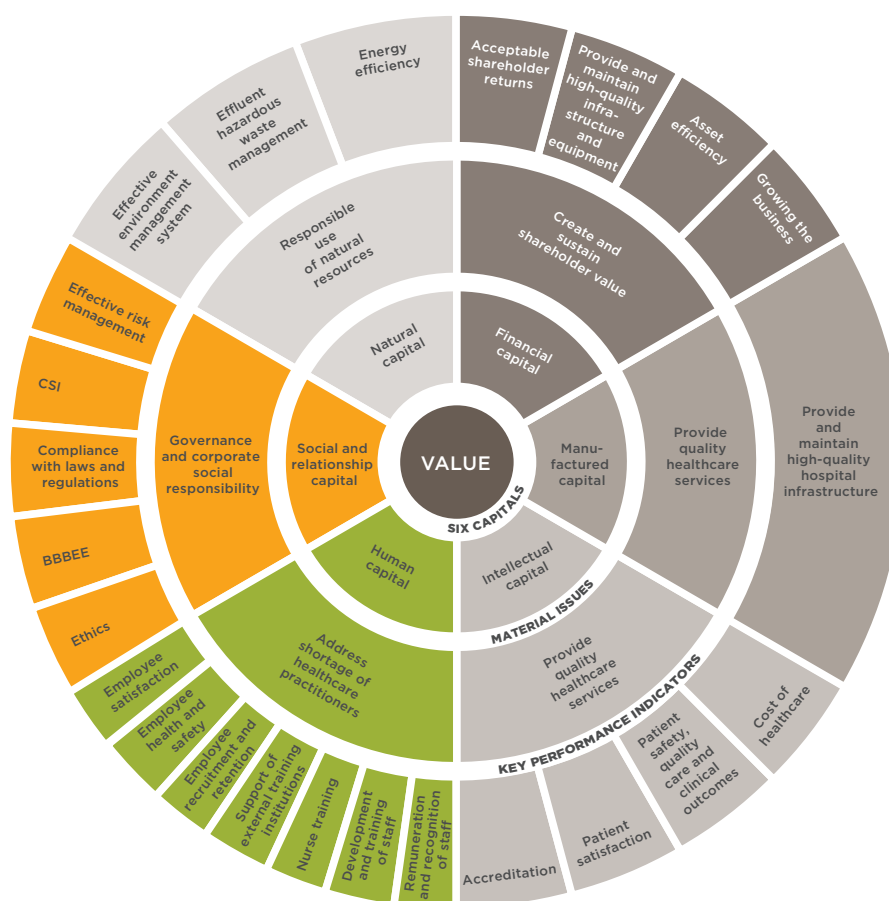 Energy
efficiency
Effluent
hazardous
waste
management
Effective
environment
management
system
Acceptable
shareholder
returns
Provide and
maintain
high-quality
infra-
structure
and
equipment
Asset
efficiency
Growing the
business
Responsible
use
of natural
resources
Create and
sustain
shareholder value
Natural
capital
Financial
capital
Effective risk
management
CSI
Compliance
with laws and
regulations
BBBEE
Ethics
Governance
and corporate
social
responsibility
Social and
relationship
capital
VALUE
Manu-
factured
capital
Provide
quality
healthcare
services
Provide
and
maintain
high-quality
hospital
infrastructure
SIX CAPITALS
Human
capital
Intellectual
capital
MATERIAL ISSUES
Address
shortage of
healthcare
practitioners
Provide
quality
healthcare
services
KEY PERFORMANCE INDICATORS
Employee
satisfaction
Employee
health and
safety
Employee
recruitment and
retention
Support of
external training
institutions
Nurse training
Development
and training
of staff
Remuneration
and recognition
of staff
Accreditation
Patient
satisfaction
Patient
safety,
quality
care and
clinical
outcomes
Cost of
healthcare